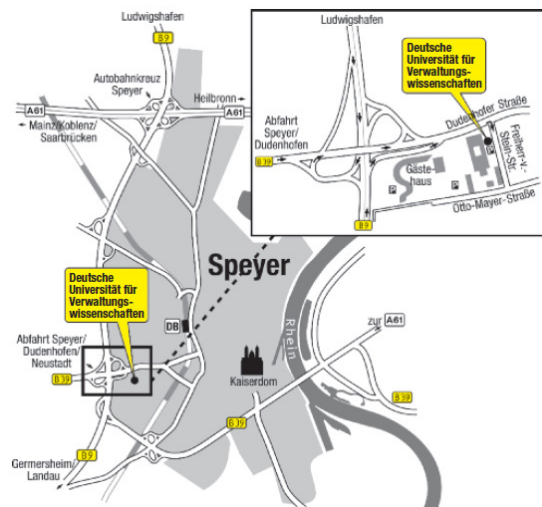 Ludwigshafen
B9
Autobahnkreuz
Speyer
Heilbronn
A61
A61
Mainz/Koblenz/
Saarbrücken
Ludwigshafen
Deutsche
Universität für
Verwaltungs-
wissenschaften
Abfahrt
Speyer/
Dudenhofen
B39
Dudenhofer Straße
Freiherr-v.-
Stein-Str.
Gäste-
haus
P
P
P
Otto-Mayer-Straße
B9
Speyer
Deutsche
Universität für
Verwaltungs-
wissenschaften
DB
Rhein
zur
A61
Abfahrt Speyer/
Dudenhofen/
Neustadt
B39
Kaiserdom
B39
B39
B9
Germersheim/
Landau